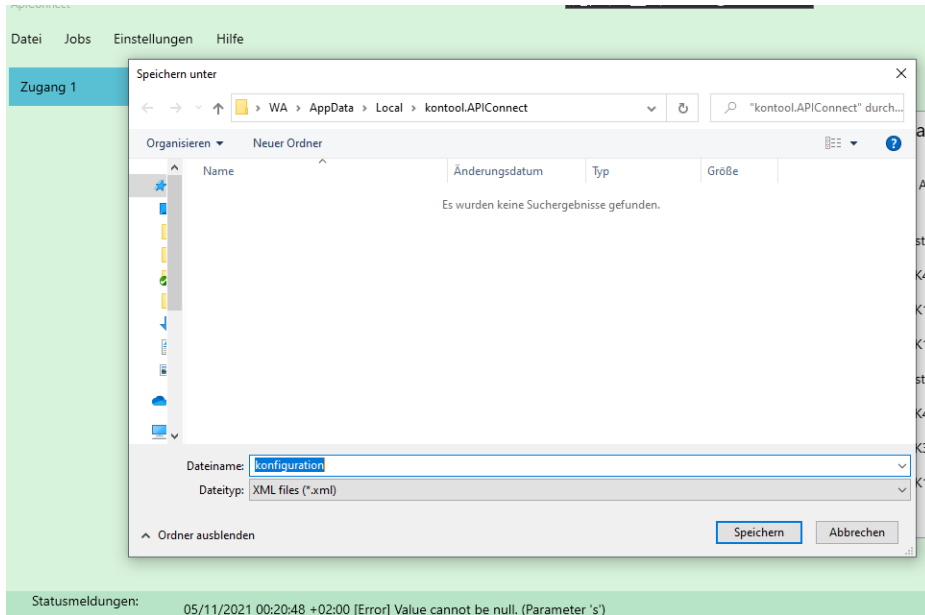 ApiConnect
Datei Jobs Einstellungen Hilfe
Zugang 1
Speichern unter
WA > AppData > Local > kontool.APIConnect
"kontool.APIConnect" durch...
Organisieren Neuer Ordner
Name Änderungsdatum Typ Größe
Es wurden keine Suchergebnisse gefunden.
Dateiname: konfiguration
Dateityp: XML files (*.xml)
Ordner ausblenden
Speichern Abbrechen
Statusmeldungen:
05/11/2021 00:20:48 +02:00 [Error] Value cannot be null. (Parameter 's')